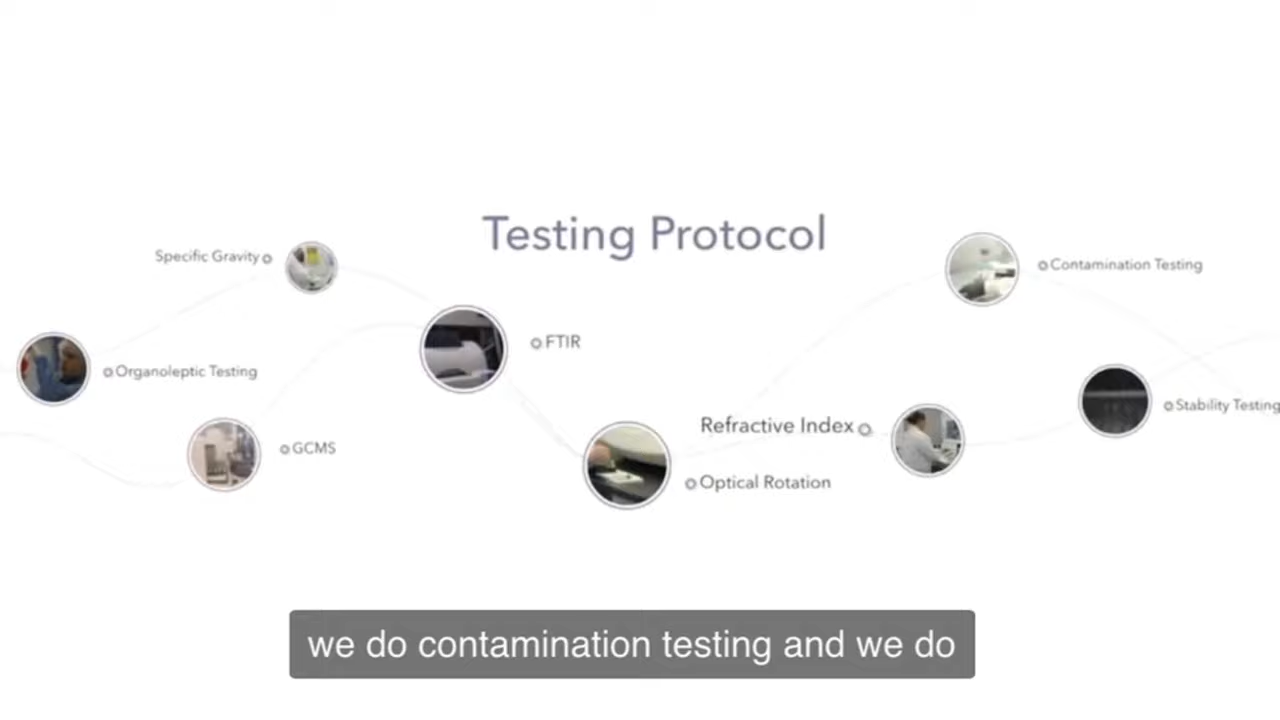 Testing Protocol
Specific Gravity
Contamination Testing
FTIR
Organoleptic Testing
Stability Testing
Refractive Index
GCMS
Optical Rotation
we do contamination testing and we do